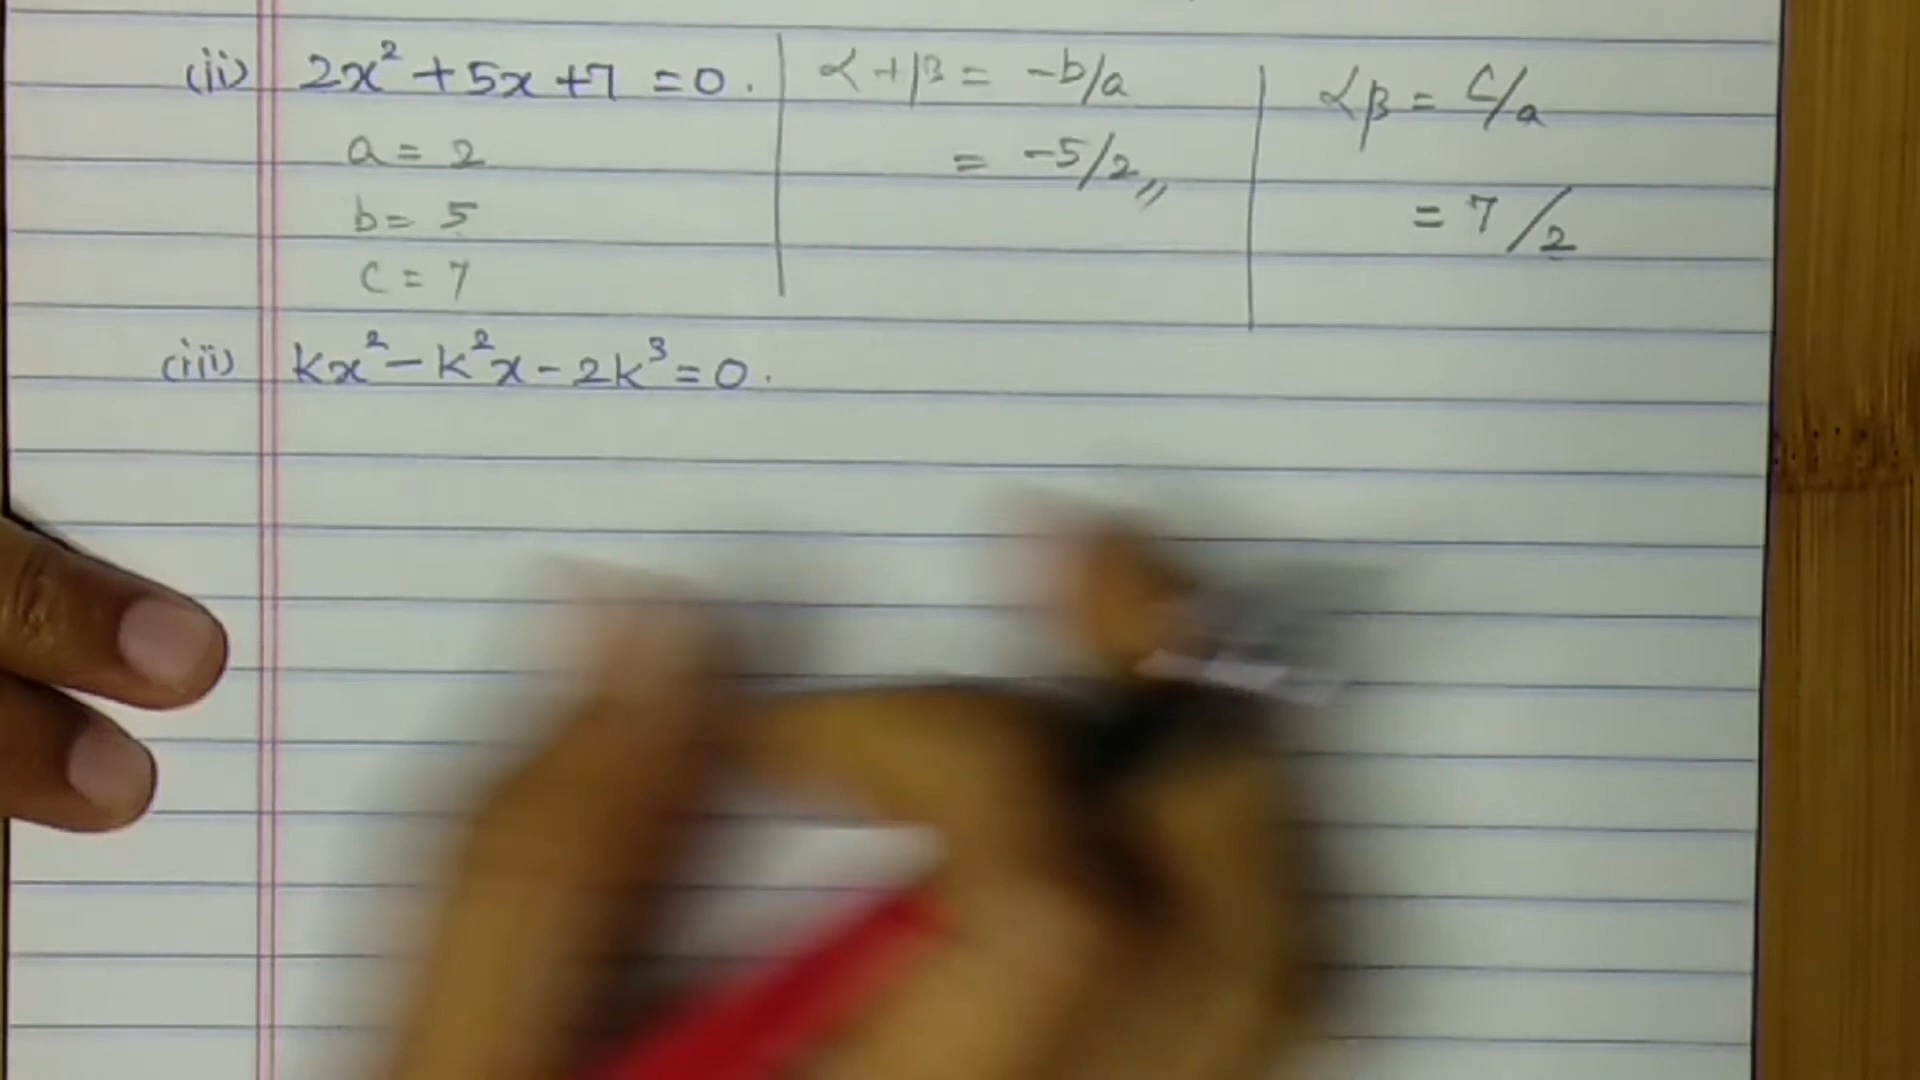 (ii) 2x² + 5x + 7 = 0.
a = 2
b = 5
c = 7
α + β = -b/a
= -5/2,,
αβ = c/a
= 7/2
(iii) kx² - k²x - 2k³ = 0.